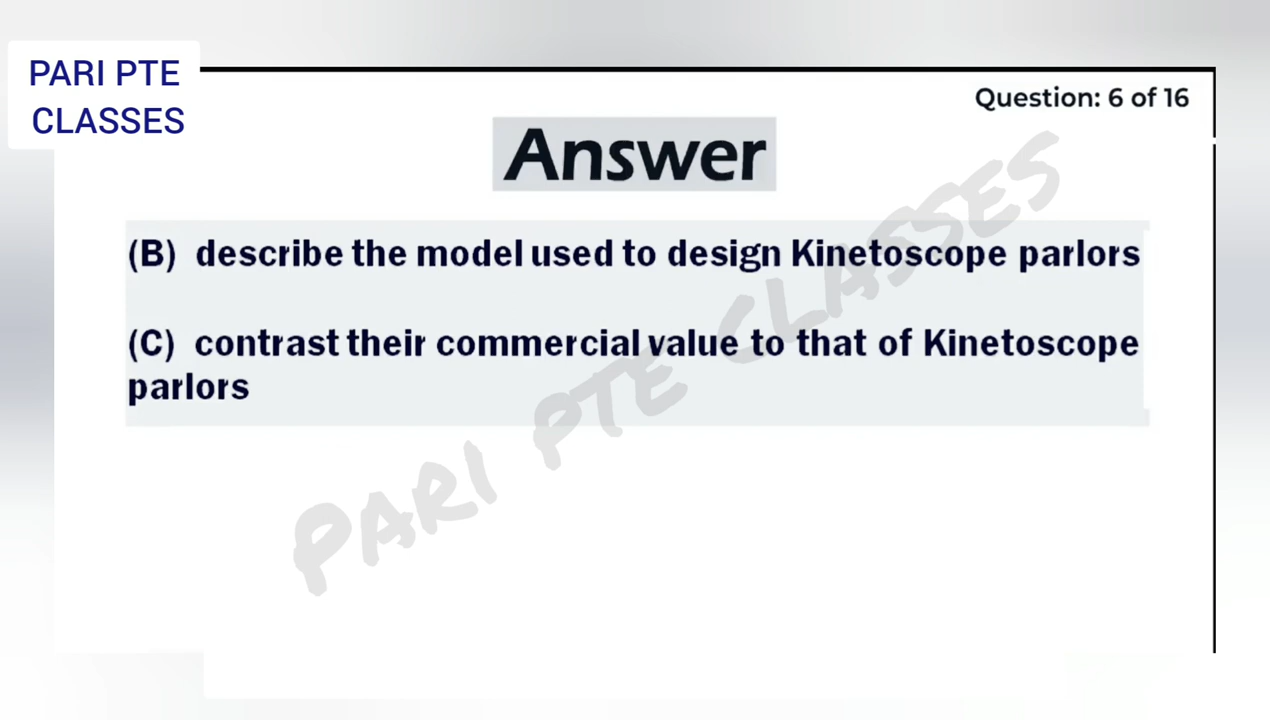 PARI PTE
CLASSES
Question: 6 of 16
Answer
(B) describe the model used to design Kinetoscope parlors
(C) contrast their commercial value to that of Kinetoscope
parlors
PARI PTE CLASSES